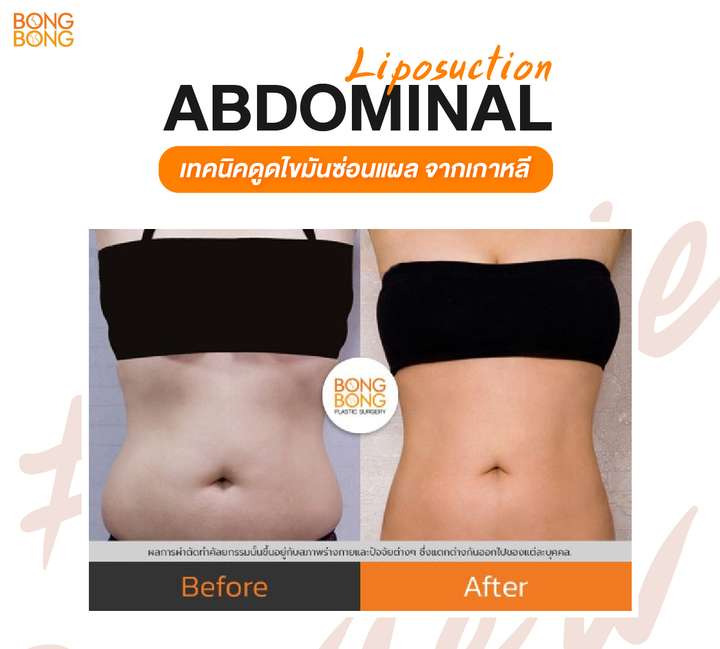 BONG
BONG
Liposuction
ABDOMINAL
เทคนิคดูดไขมันซ่อนแผล จากเกาหลี
BONG
BONG
PLASTIC SURGERY
ผลการผ่าตัดทำศัลยกรรมนั้นขึ้นอยู่กับสภาพร่างกายและปัจจัยต่างๆ ซึ่งแตกต่างกันออกไปของแต่ละบุคคล
Before
After